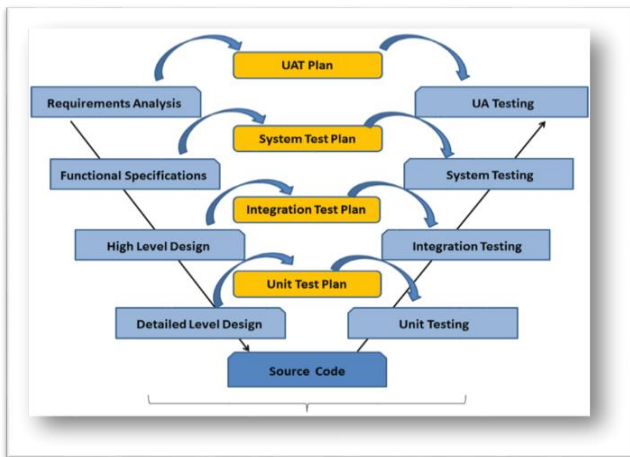 UAT Plan
Requirements Analysis
UA Testing
System Test Plan
Functional Specifications
System Testing
Integration Test Plan
High Level Design
Integration Testing
Unit Test Plan
Detailed Level Design
Unit Testing
Source Code